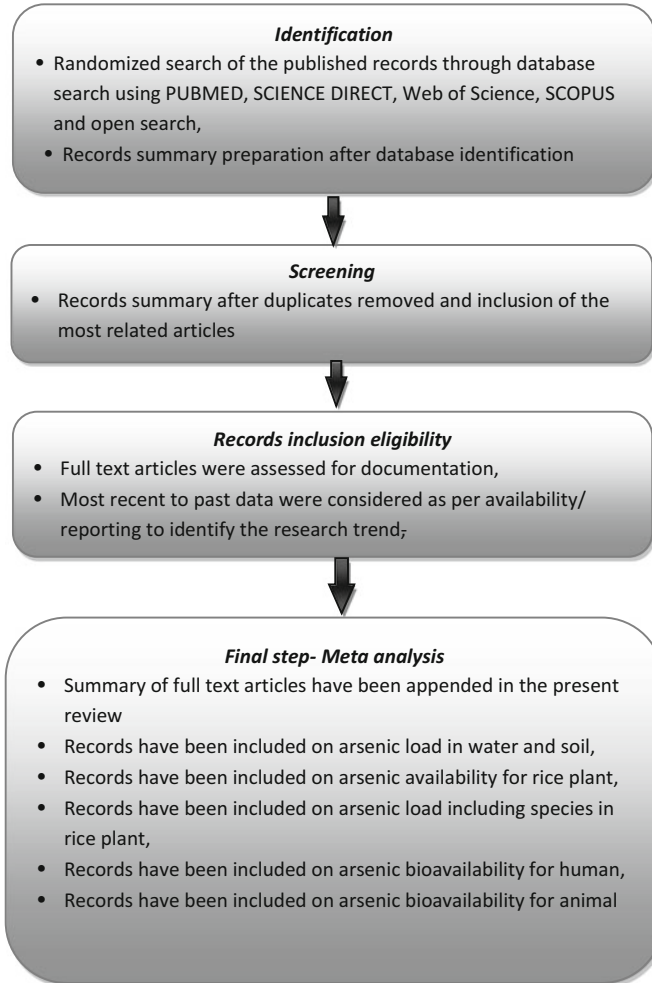 Identification
• Randomized search of the published records through database
search using PUBMED, SCIENCE DIRECT, Web of Science, SCOPUS
and open search,
• Records summary preparation after database identification
Screening
• Records summary after duplicates removed and inclusion of the
most related articles
Records inclusion eligibility
• Full text articles were assessed for documentation,
• Most recent to past data were considered as per availability/
reporting to identify the research trend,
Final step- Meta analysis
• Summary of full text articles have been appended in the present
review
• Records have been included on arsenic load in water and soil,
• Records have been included on arsenic availability for rice plant,
• Records have been included on arsenic load including species in
rice plant,
• Records have been included on arsenic bioavailability for human,
• Records have been included on arsenic bioavailability for animal